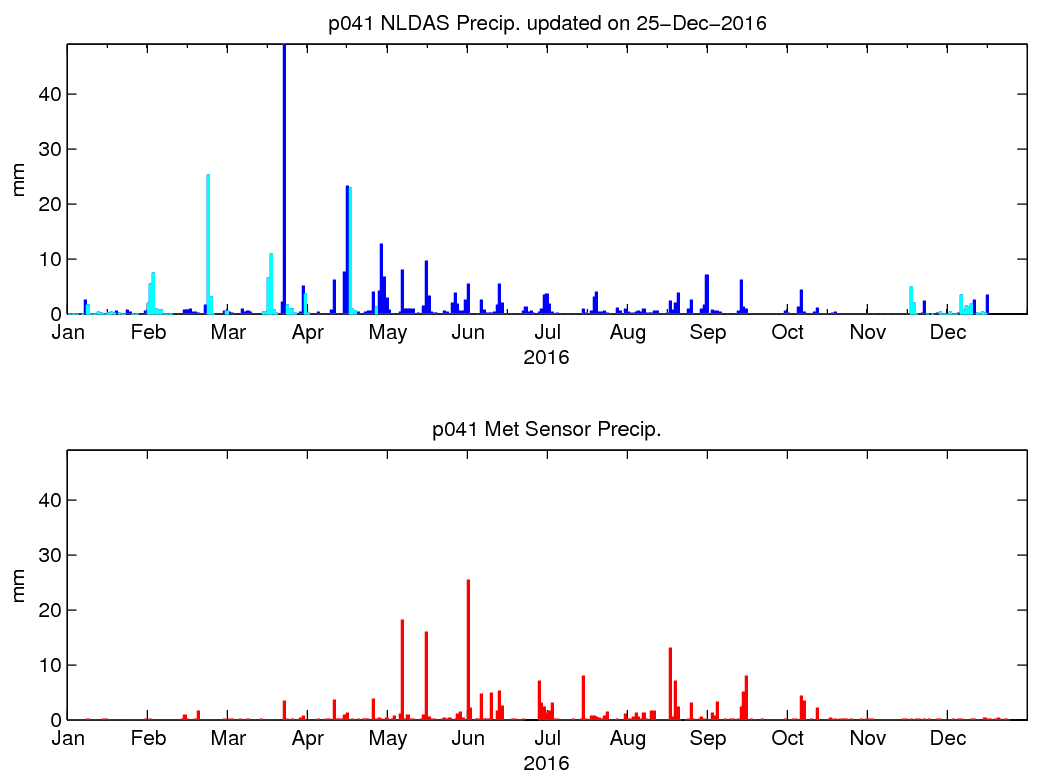 p041 NLDAS Precip. updated on 25−Dec−2016
40
30
mm
20
10
0
Jan Feb Mar Apr May Jun Jul Aug Sep Oct Nov Dec
2016
p041 Met Sensor Precip.
40
30
mm
20
10
0
Jan Feb Mar Apr May Jun Jul Aug Sep Oct Nov Dec
2016